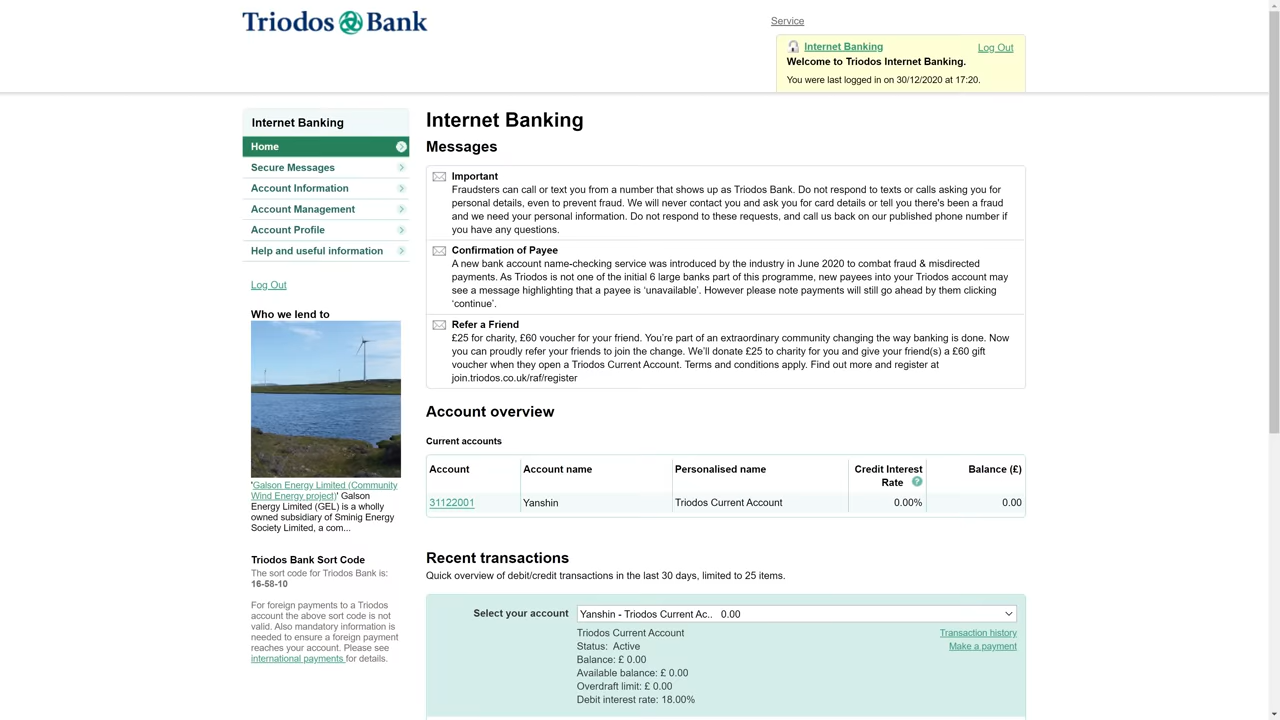 Triodos Bank
Service
Internet Banking
Log Out
Welcome to Triodos Internet Banking.
You were last logged in on 30/12/2020 at 17:20.
Internet Banking
Home
Secure Messages
Account Information
Account Management
Account Profile
Help and useful information
Log Out
Who we lend to
'Galson Energy Limited (Community
Wind Energy project)' Galson
Energy Limited (GEL) is a wholly
owned subsidiary of Sminig Energy
Society Limited, a com...
Triodos Bank Sort Code
The sort code for Triodos Bank is:
16-58-10
For foreign payments to a Triodos
account the above sort code is not
valid. Also mandatory information is
needed to ensure a foreign payment
reaches your account. Please see
international payments for details.
Internet Banking
Messages
Important
Fraudsters can call or text you from a number that shows up as Triodos Bank. Do not respond to texts or calls asking you for
personal details, even to prevent fraud. We will never contact you and ask you for card details or tell you there's been a fraud
and we need your personal information. Do not respond to these requests, and call us back on our published phone number if
you have any questions.
Confirmation of Payee
A new bank account name-checking service was introduced by the industry in June 2020 to combat fraud & misdirected
payments. As Triodos is not one of the initial 6 large banks part of this programme, new payees into your Triodos account may
see a message highlighting that a payee is ‘unavailable’. However please note payments will still go ahead by them clicking
‘continue’.
Refer a Friend
£25 for charity, £60 voucher for your friend. You’re part of an extraordinary community changing the way banking is done. Now
you can proudly refer your friends to join the change. We’ll donate £25 to charity for you and give your friend(s) a £60 gift
voucher when they open a Triodos Current Account. Terms and conditions apply. Find out more and register at
join.triodos.co.uk/raf/register
Account overview
Current accounts
Account Account name Personalised name Credit Interest Rate ? Balance (£)
31122001 Yanshin Triodos Current Account 0.00% 0.00
Recent transactions
Quick overview of debit/credit transactions in the last 30 days, limited to 25 items.
Select your account Yanshin - Triodos Current Ac.. 0.00
Triodos Current Account Transaction history
Status: Active Make a payment
Balance: £ 0.00
Available balance: £ 0.00
Overdraft limit: £ 0.00
Debit interest rate: 18.00%